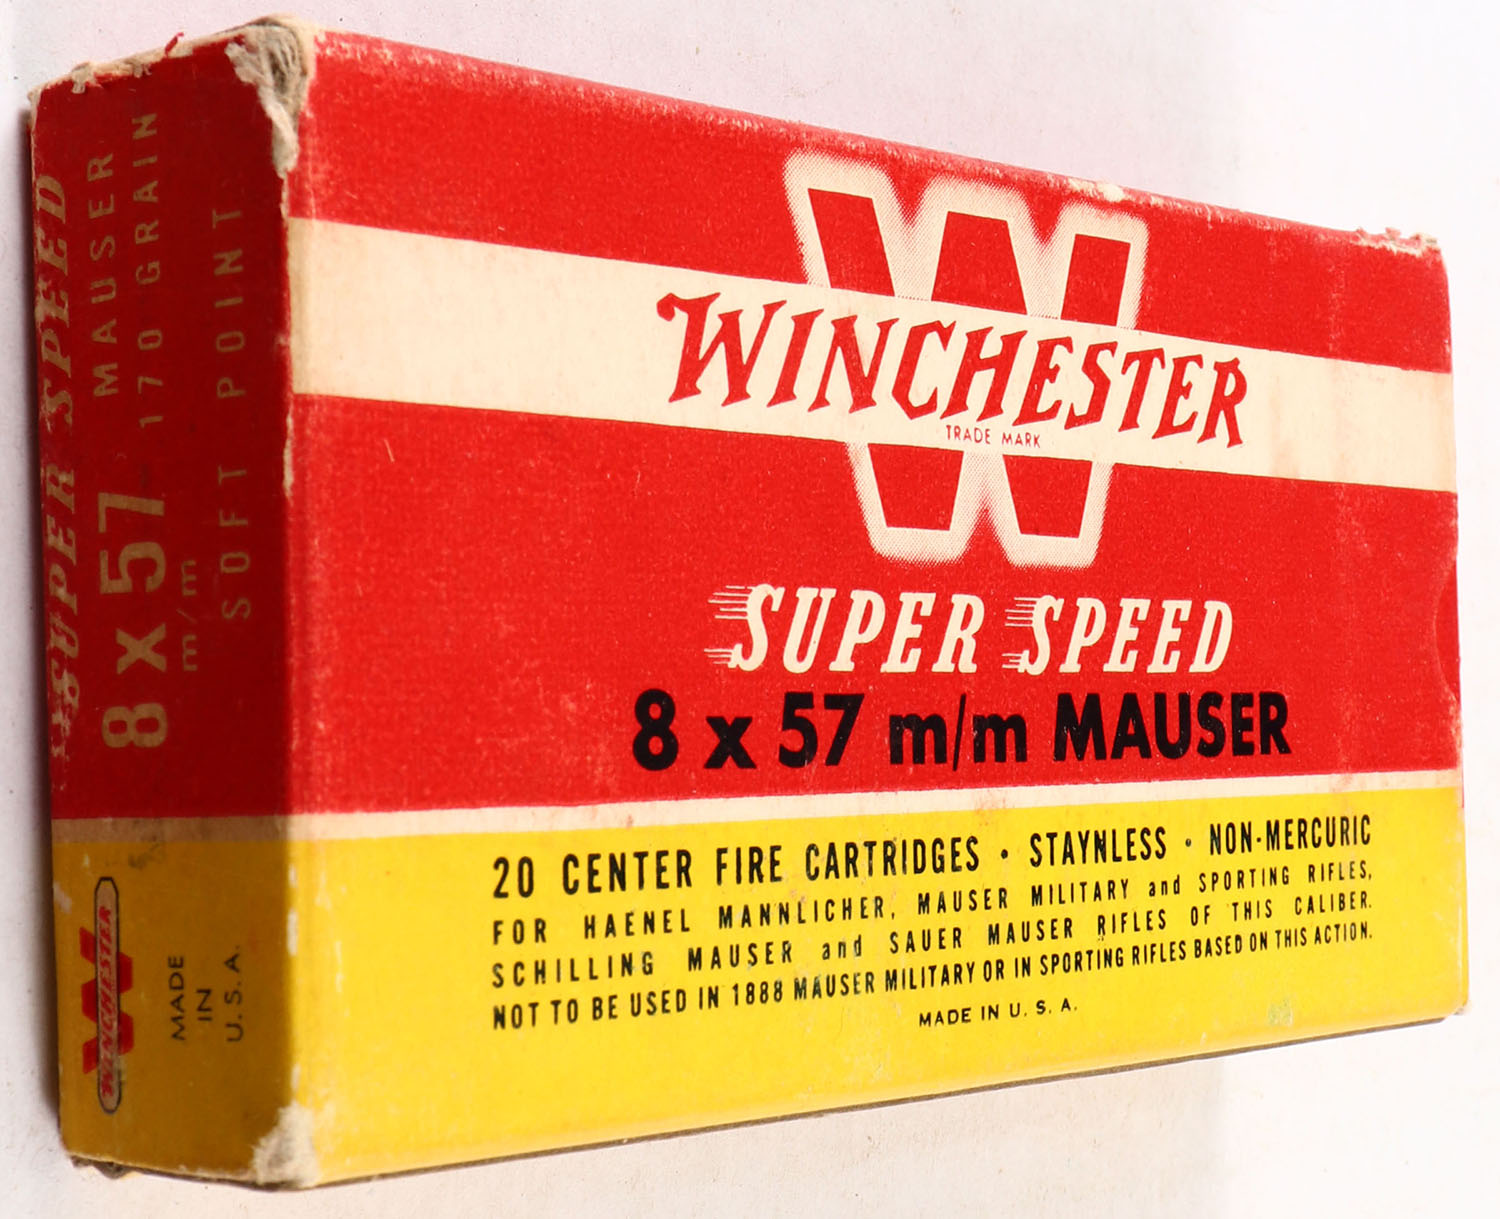 SUPER SPEED
8 x 57 m/m MAUSER
170 GRAIN
SOFT POINT
WINCHESTER
MADE
IN
U.S.A.
W
WINCHESTER
TRADE MARK
SUPER SPEED
8 x 57 m/m MAUSER
20 CENTER FIRE CARTRIDGES · STAYNLESS · NON-MERCURIC
FOR HAENEL MANNLICHER, MAUSER MILITARY and SPORTING RIFLES,
SCHILLING MAUSER and SAUER MAUSER RIFLES OF THIS CALIBER.
NOT TO BE USED IN 1888 MAUSER MILITARY OR IN SPORTING RIFLES BASED ON THIS ACTION.
MADE IN U. S. A.